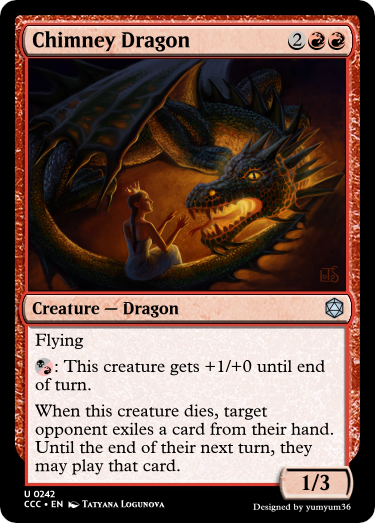 Chimney Dragon 2
Creature — Dragon
Flying
: This creature gets +1/+0 until end
of turn.
When this creature dies, target
opponent exiles a card from their hand.
Until the end of their next turn, they
may play that card.
1/3
U 0242
CCC • EN Tatyana Logunova
Designed by yumyum36